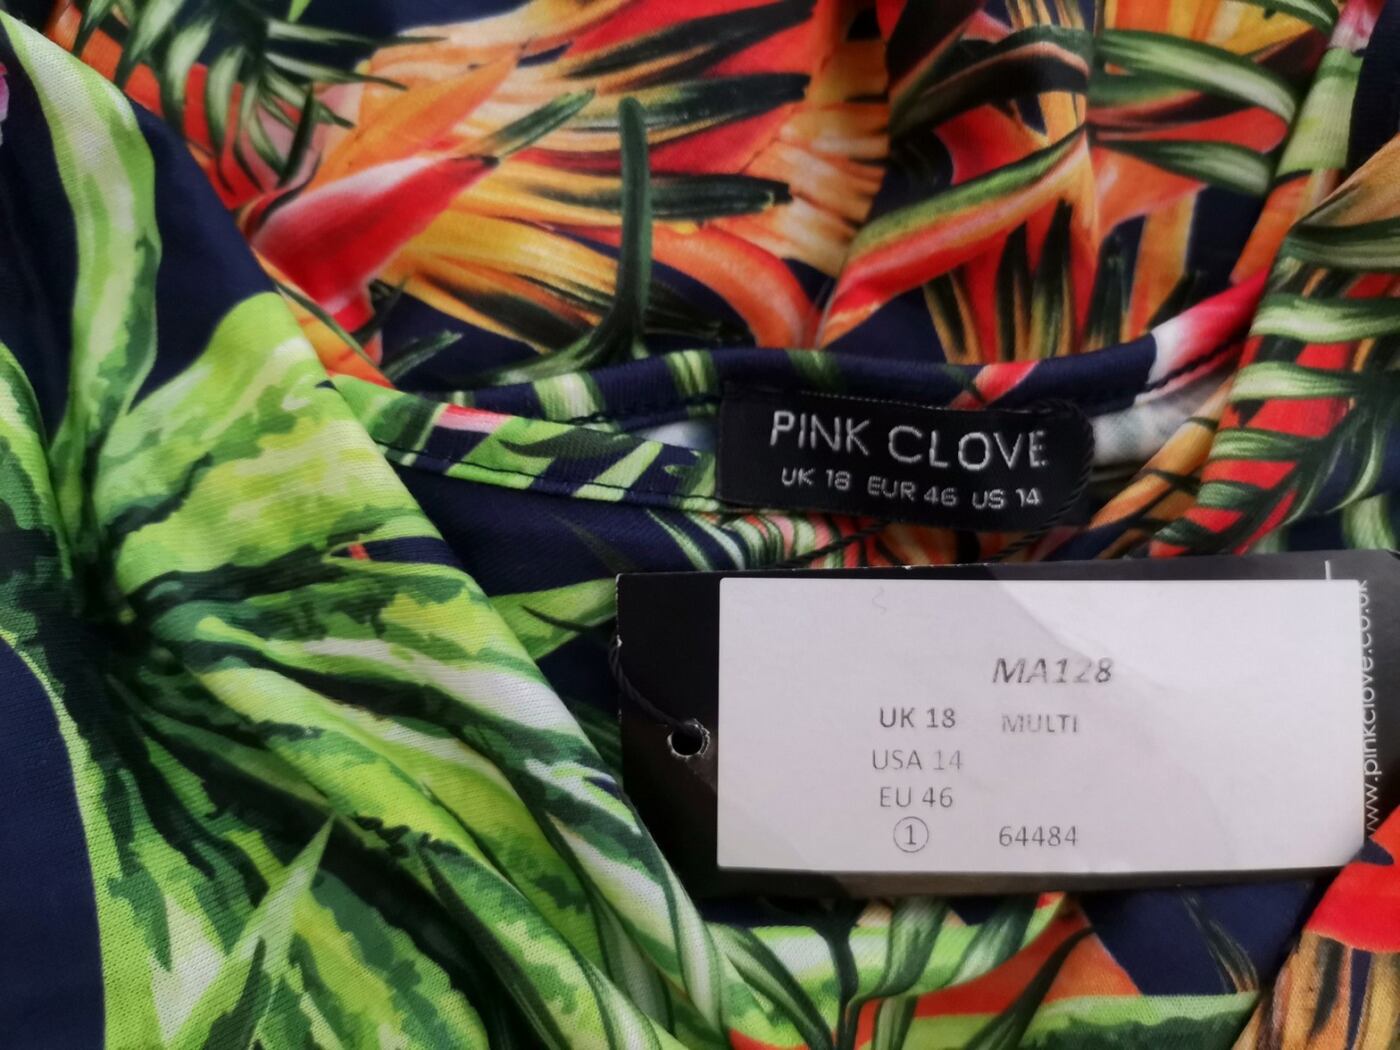 PINK CLOVE
UK 18 EUR 46 US 14
MA128
UK 18 MULTI
USA 14
EU 46
1 64484
www.pinkclove.co.uk